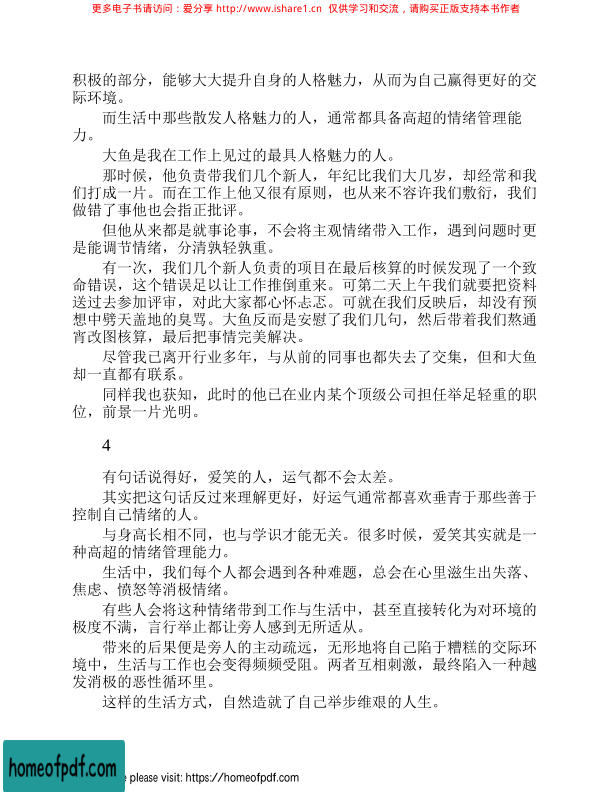 更多电子书请访问：爱分享 http://www.ishare1.cn 仅供学习和交流，请购买正版支持本书作者
积极的部分，能够大大提升自身的人格魅力，从而为自己赢得更好的交
际环境。
而生活中那些散发人格魅力的人，通常都具备高超的情绪管理能
力。
大鱼是我在工作上见过的最具人格魅力的人。
那时候，他负责带我们几个新人，年纪比我们大几岁，却经常和我
们打成一片。而在工作上他又很有原则，也从来不容许我们敷衍，我们
做错了事他也会指正批评。
但他从来都是就事论事，不会将主观情绪带入工作，遇到问题时更
是能调节情绪，分清孰轻孰重。
有一次，我们几个新人负责的项目在最后核算的时候发现了一个致
命错误，这个错误足以让工作推倒重来。可第二天上午我们就要把资料
送过去参加评审，对此大家都心怀忐忑。可就在我们反映后，却没有预
想中劈天盖地的臭骂。大鱼反而是安慰了我们几句，然后带着我们熬通
宵改图核算，最后把事情完美解决。
尽管我已离开行业多年，与从前的同事也都失去了交集，但和大鱼
却一直都有联系。
同样我也获知，此时的他已在业内某个顶级公司担任举足轻重的职
位，前景一片光明。
4
有句话说得好，爱笑的人，运气都不会太差。
其实把这句话反过来理解更好，好运气通常都喜欢垂青于那些善于
控制自己情绪的人。
与身高长相不同，也与学识才能无关。很多时候，爱笑其实就是一
种高超的情绪管理能力。
生活中，我们每个人都会遇到各种难题，总会在心里滋生出失落、
焦虑、愤怒等消极情绪。
有些人会将这种情绪带到工作与生活中，甚至直接转化为对环境的
极度不满，言行举止都让旁人感到无所适从。
带来的后果便是旁人的主动疏远，无形地将自己陷于糟糕的交际环
境中，生活与工作也会变得频频受阻。两者互相刺激，最终陷入一种越
发消极的恶性循环里。
这样的生活方式，自然造就了自己举步维艰的人生。
homeofpdf.com
please visit: https://homeofpdf.com